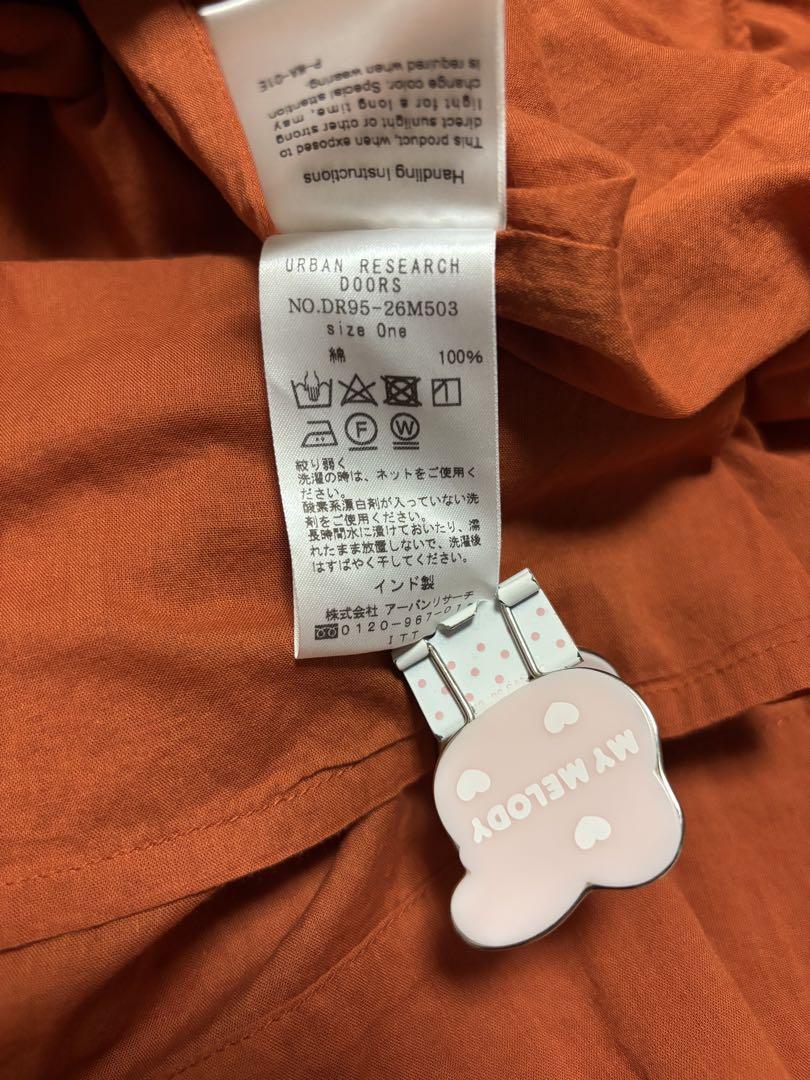 Handling instructions
This product, when exposed to
direct sunlight or other strong
light for a long time, may
change color. Special attention
is required when wearing.
P-8A-01E
URBAN RESEARCH
DOORS
NO.DR95-26M503
size One
綿 100%
F W
絞り弱く
洗濯の時は、ネットをご使用く
ださい。
酸素系漂白剤が入っていない洗
剤をご使用ください。
長時間水に漬けておいたり、濡
れたまま放置しないで、洗濯後
はすばやく干してください。
インド製
株式会社 アーバンリサーチ
0120-967-01
ITT
MY MELODY